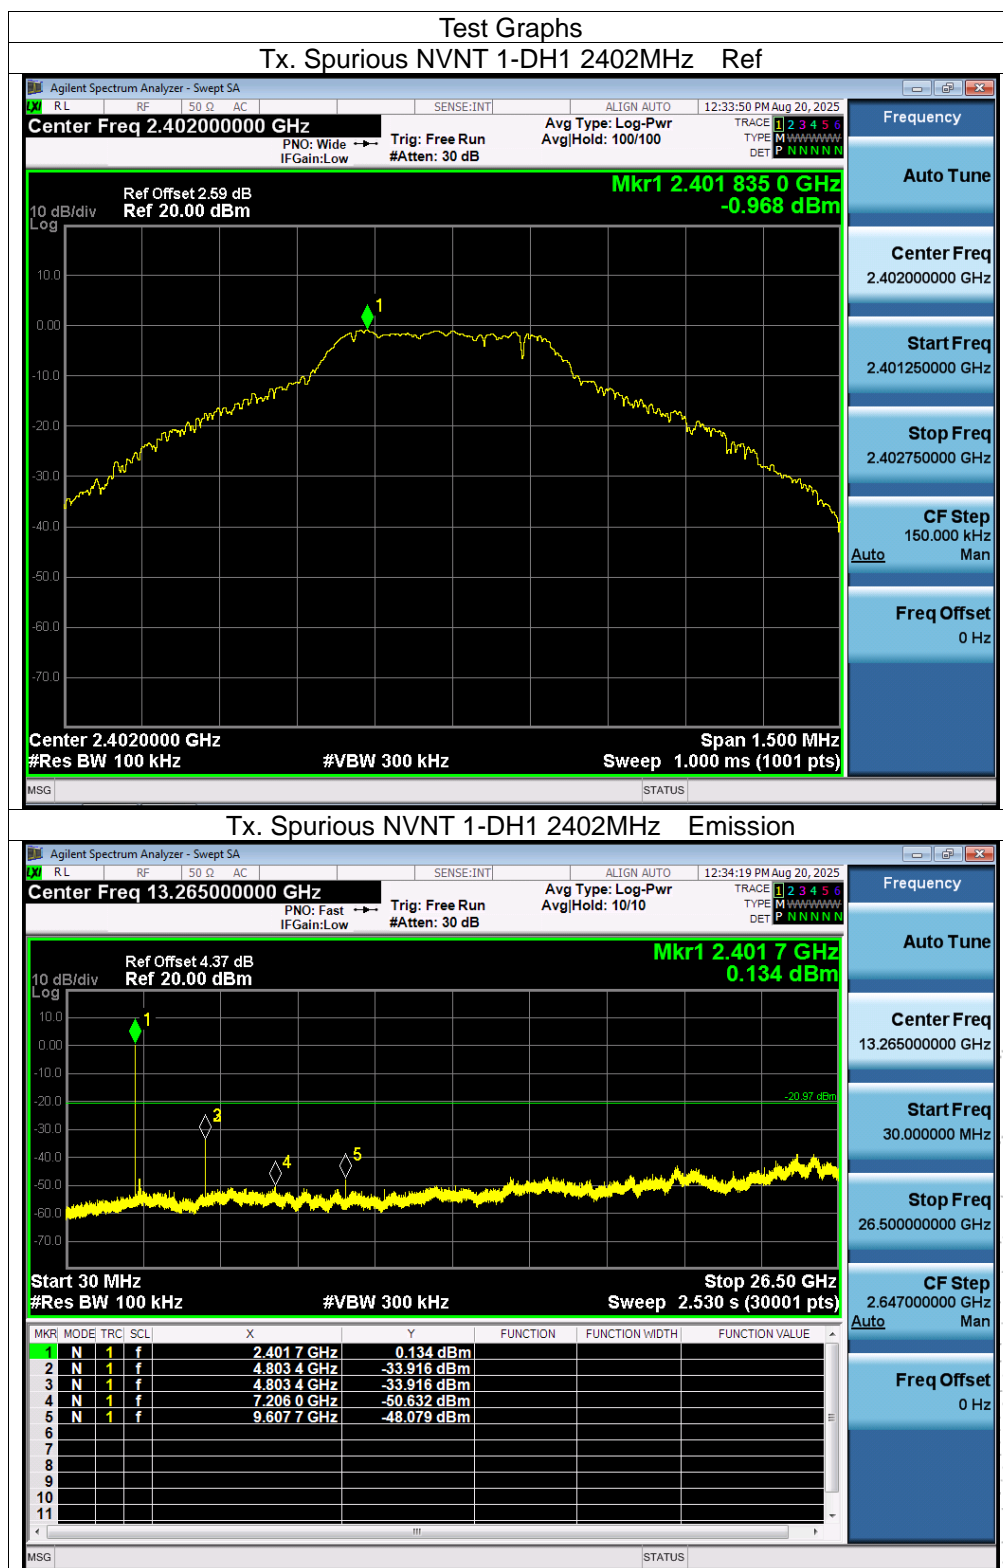 Test Graphs
Tx. Spurious NVNT 1-DH1 2402MHz Ref
Agilent Spectrum Analyzer - Swept SA
LXI RL RF 50 Ω AC SENSE:INT ALIGN AUTO 12:33:50 PM Aug 20, 2025
Center Freq 2.402000000 GHz
PNO: Wide
IFGain:Low
Trig: Free Run
#Atten: 30 dB
Avg Type: Log-Pwr
Avg|Hold: 100/100
TRACE 1 2 3 4 5 6
TYPE M WWWWW
DET P N N N N N
Frequency
Auto Tune
Center Freq
2.402000000 GHz
Start Freq
2.401250000 GHz
Stop Freq
2.402750000 GHz
CF Step
150.000 kHz
Auto Man
Freq Offset
0 Hz
Mkr1 2.401 835 0 GHz
-0.968 dBm
Ref Offset 2.59 dB
10 dB/div Ref 20.00 dBm
Log
10.0
1
0.00
-10.0
-20.0
-30.0
-40.0
-50.0
-60.0
-70.0
Center 2.4020000 GHz Span 1.500 MHz
#Res BW 100 kHz #VBW 300 kHz Sweep 1.000 ms (1001 pts)
MSG STATUS
Tx. Spurious NVNT 1-DH1 2402MHz Emission
Agilent Spectrum Analyzer - Swept SA
LXI RL RF 50 Ω AC SENSE:INT ALIGN AUTO 12:34:19 PM Aug 20, 2025
Center Freq 13.265000000 GHz
PNO: Fast
IFGain:Low
Trig: Free Run
#Atten: 30 dB
Avg Type: Log-Pwr
Avg|Hold: 10/10
TRACE 1 2 3 4 5 6
TYPE M WWWWW
DET P N N N N N
Frequency
Auto Tune
Center Freq
13.265000000 GHz
Start Freq
30.000000 MHz
Stop Freq
26.500000000 GHz
CF Step
2.647000000 GHz
Auto Man
Freq Offset
0 Hz
Mkr1 2.401 7 GHz
0.134 dBm
Ref Offset 4.37 dB
10 dB/div Ref 20.00 dBm
Log
10.0
1
0.00
-10.0
-20.0
-20.97 dBm
3
-30.0
-40.0
4
5
-50.0
-60.0
-70.0
Start 30 MHz Stop 26.50 GHz
#Res BW 100 kHz #VBW 300 kHz Sweep 2.530 s (30001 pts)
MKR MODE TRC SCL X Y FUNCTION FUNCTION WIDTH FUNCTION VALUE
1 N 1 f 2.401 7 GHz 0.134 dBm
2 N 1 f 4.803 4 GHz -33.916 dBm
3 N 1 f 4.803 4 GHz -33.916 dBm
4 N 1 f 7.206 0 GHz -50.632 dBm
5 N 1 f 9.607 7 GHz -48.079 dBm
6
7
8
9
10
11
MSG STATUS